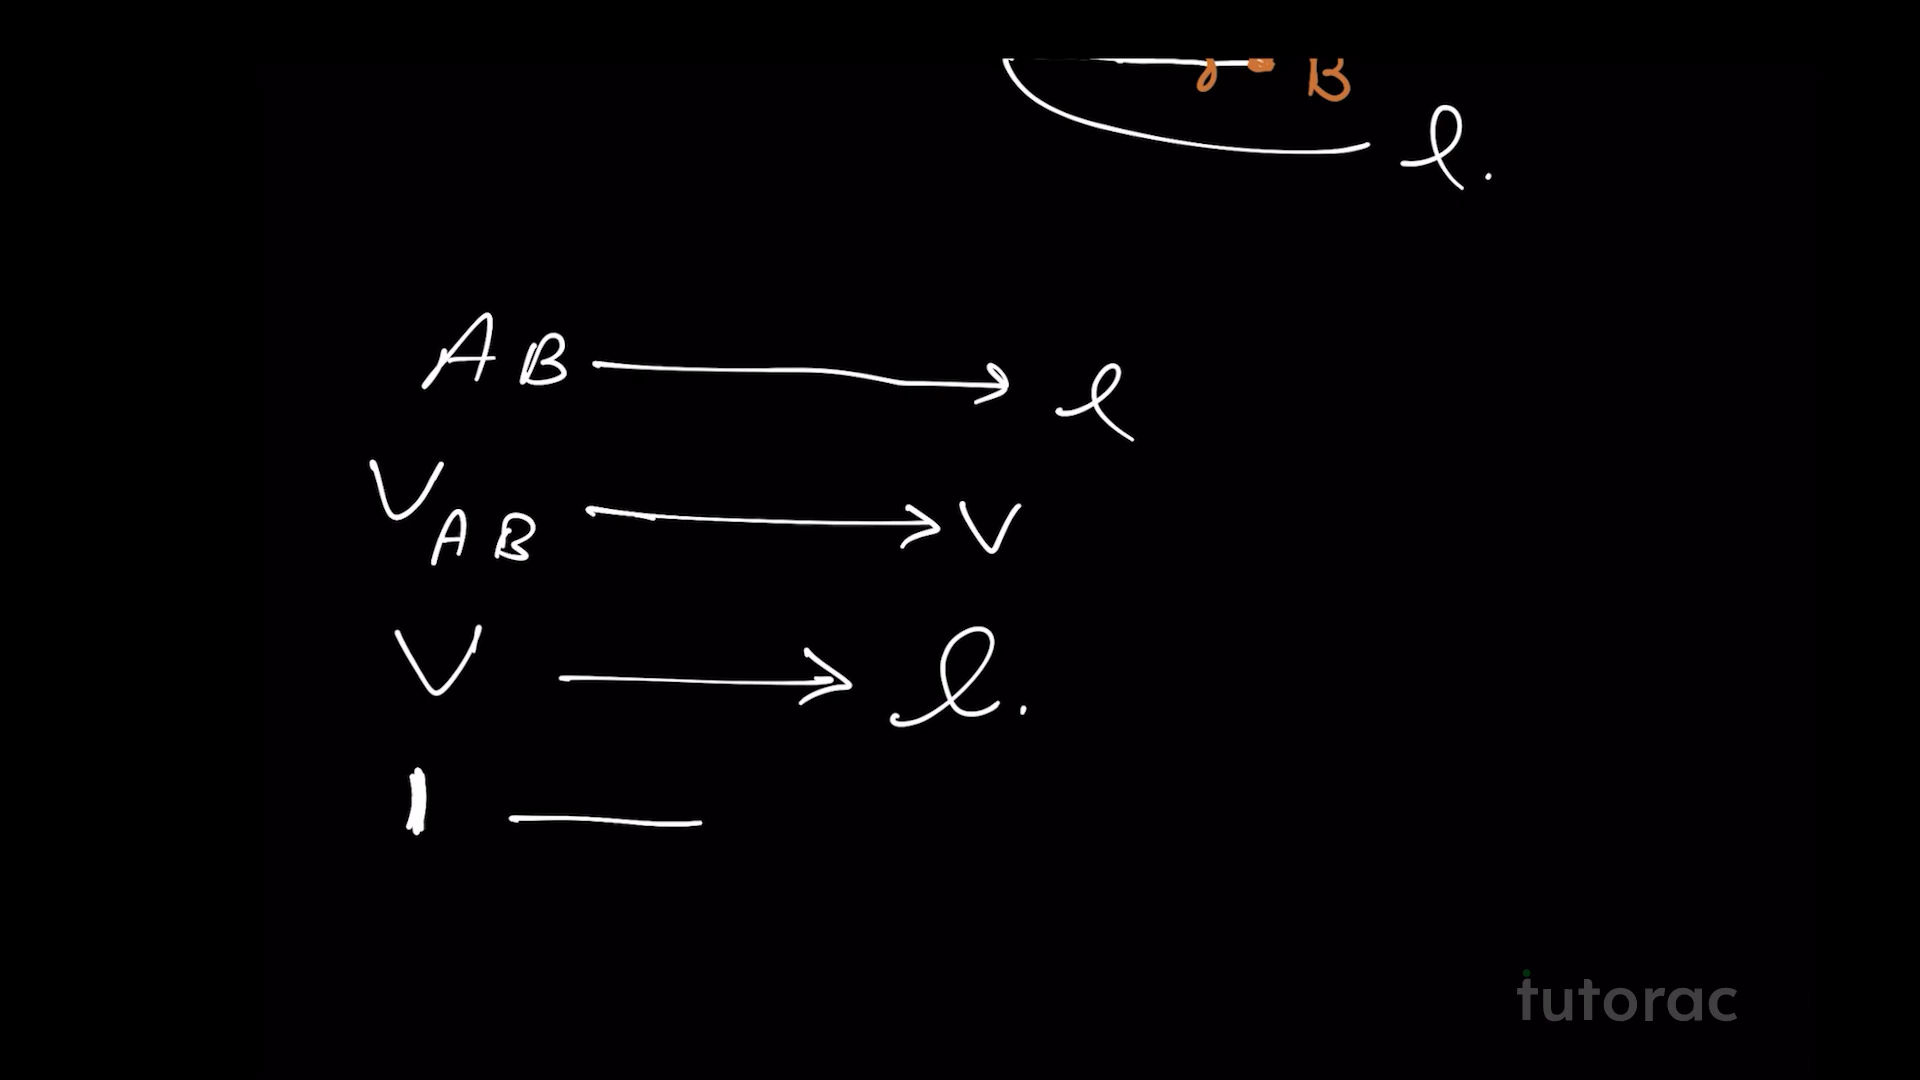 B
l.
AB → l
V_AB → V
V → l.
1 —
tutorac